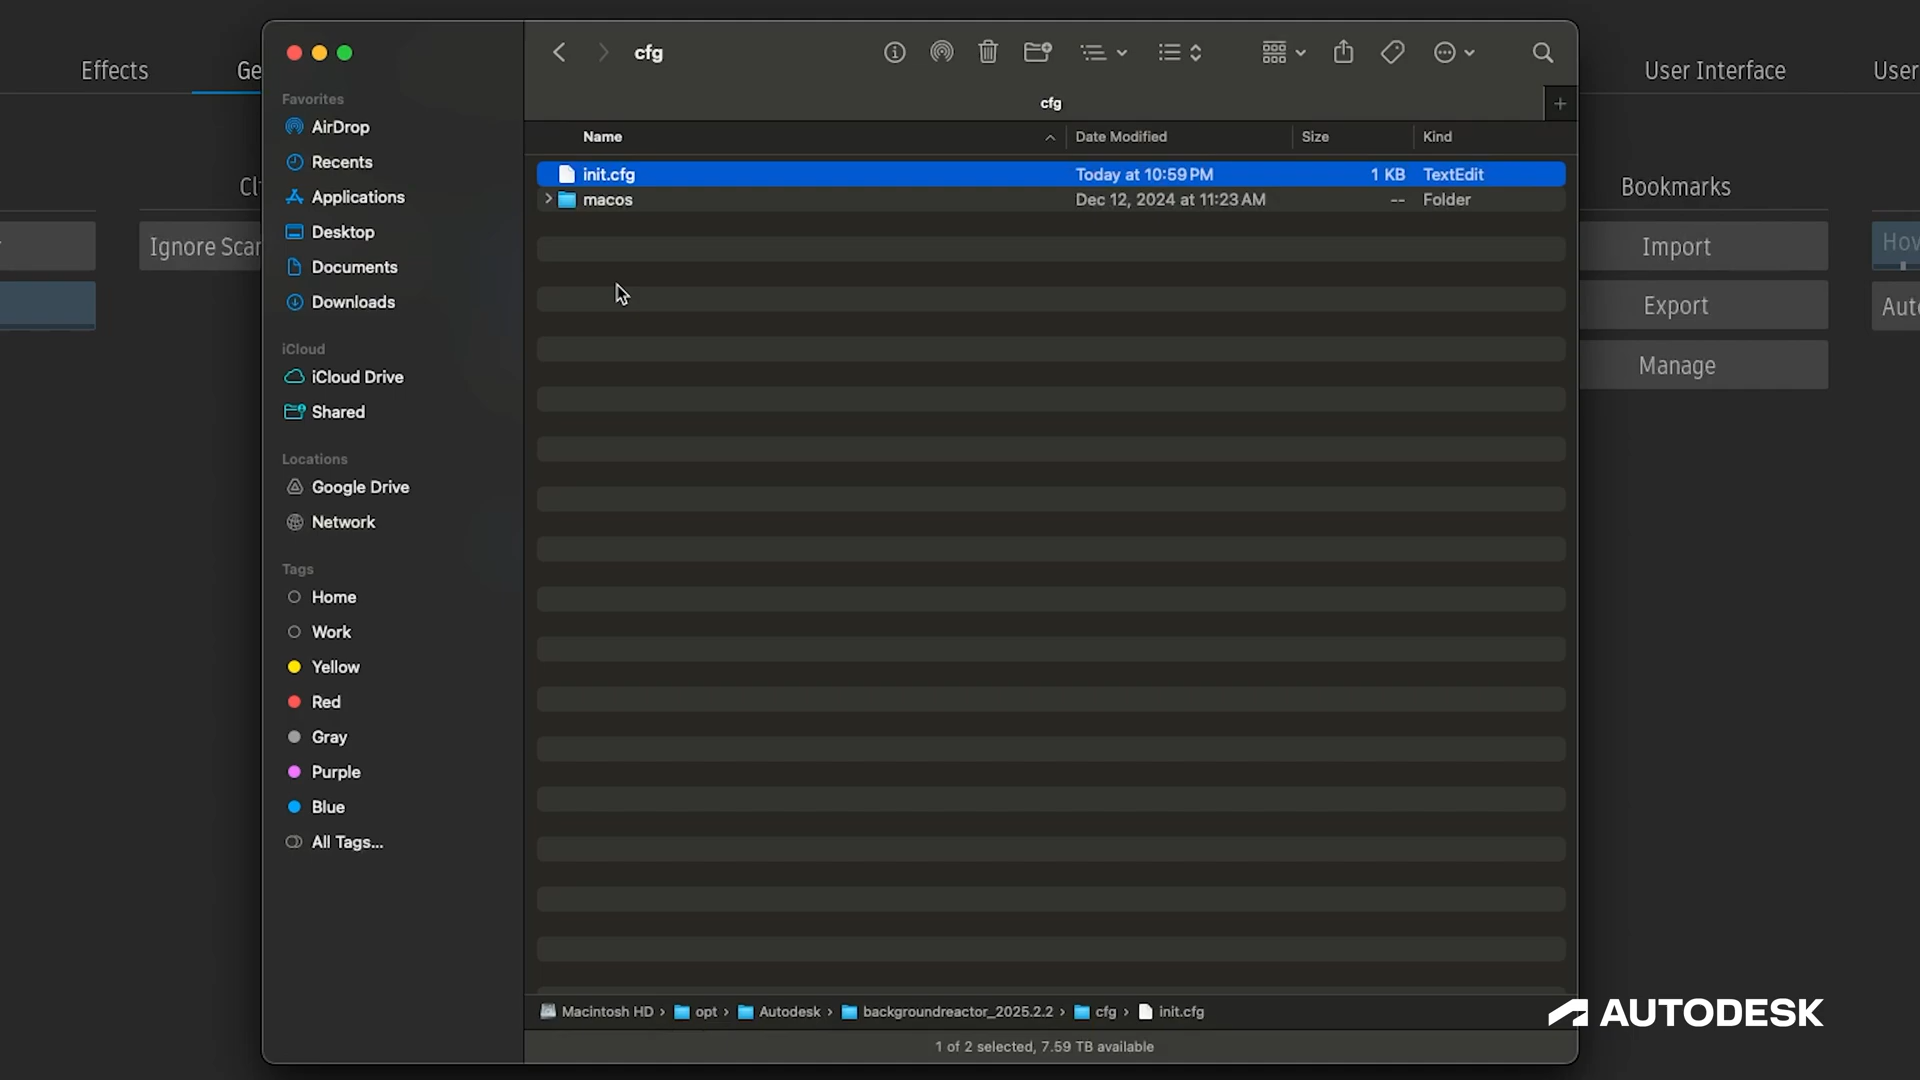 Effects
Ge
User Interface
User
Cl
Ignore Scar
Bookmarks
Import
Export
Manage
How
Auto
cfg
cfg
Favorites
AirDrop
Recents
Applications
Desktop
Documents
Downloads
iCloud
iCloud Drive
Shared
Locations
Google Drive
Network
Tags
Home
Work
Yellow
Red
Gray
Purple
Blue
All Tags...
Name Date Modified Size Kind
init.cfg Today at 10:59 PM 1 KB TextEdit
macos Dec 12, 2024 at 11:23 AM -- Folder
Macintosh HD › opt › Autodesk › backgroundreactor_2025.2.2 › cfg › init.cfg
1 of 2 selected, 7.59 TB available
AUTODESK